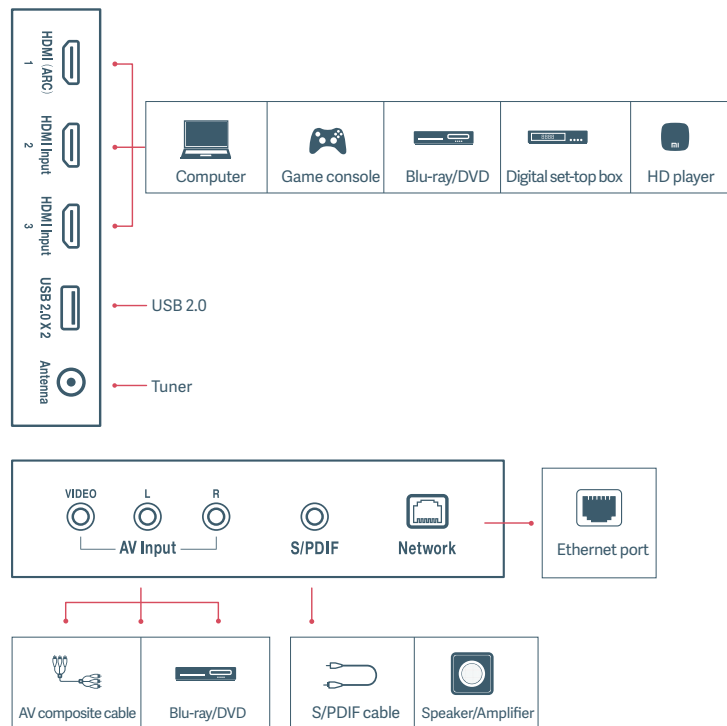 HDMI (ARC)
1
HDMI Input
2
HDMI Input
3
USB 2.0 X 2
Antenna
Computer
Game console
Blu-ray/DVD
Digital set-top box
HD player
USB 2.0
Tuner
VIDEO
L
R
AV Input
S/PDIF
Network
Ethernet port
AV composite cable
Blu-ray/DVD
S/PDIF cable
Speaker/Amplifier